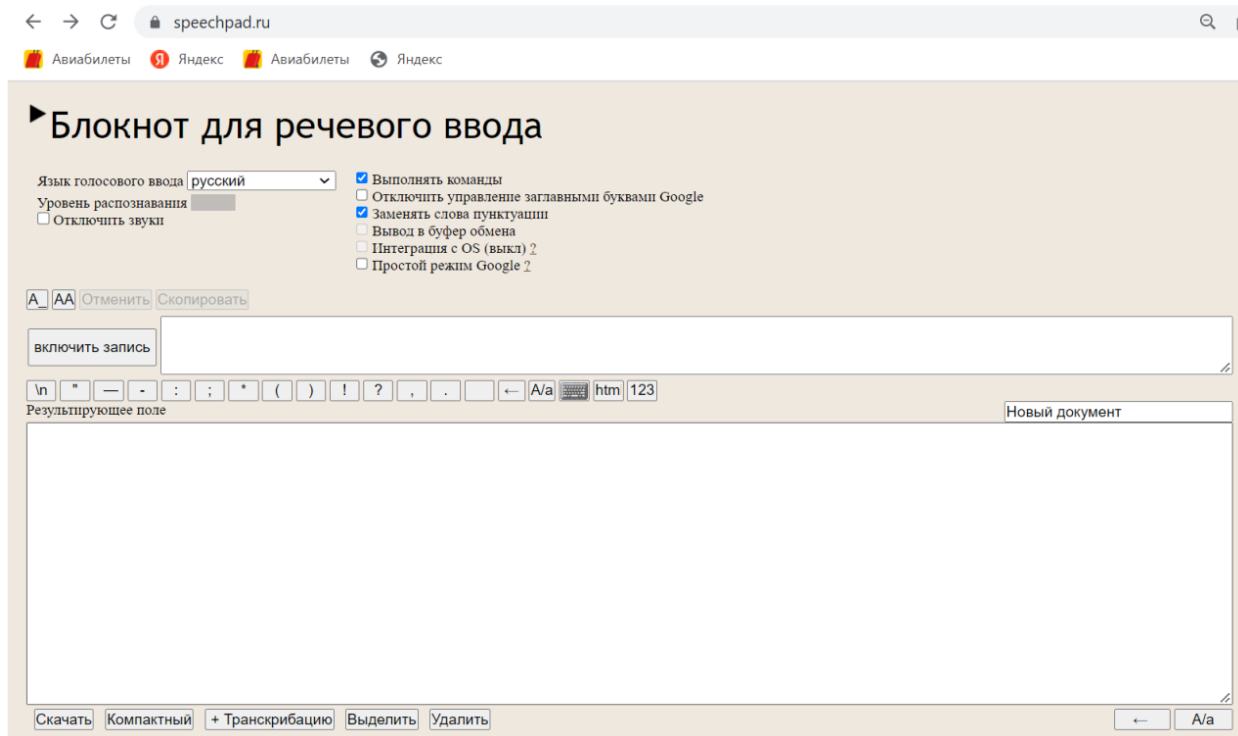 speechpad.ru
Авиабилеты Яндекс Авиабилеты Яндекс
Блокнот для речевого ввода
Язык голосового ввода русский
Уровень распознавания
Отключить звуки
Выполнять команды
Отключить управление заглавными буквами Google
Заменять слова пунктуации
Вывод в буфер обмена
Интеграция с OS (выкл) ?
Простой режим Google ?
A_ AA Отменить Скопировать
включить запись
\n " — - : ; * ( ) ! ? , . ← A/a htm 123
Результирующее поле
Новый документ
Скачать Компактный + Транскрибацию Выделить Удалить ← A/a